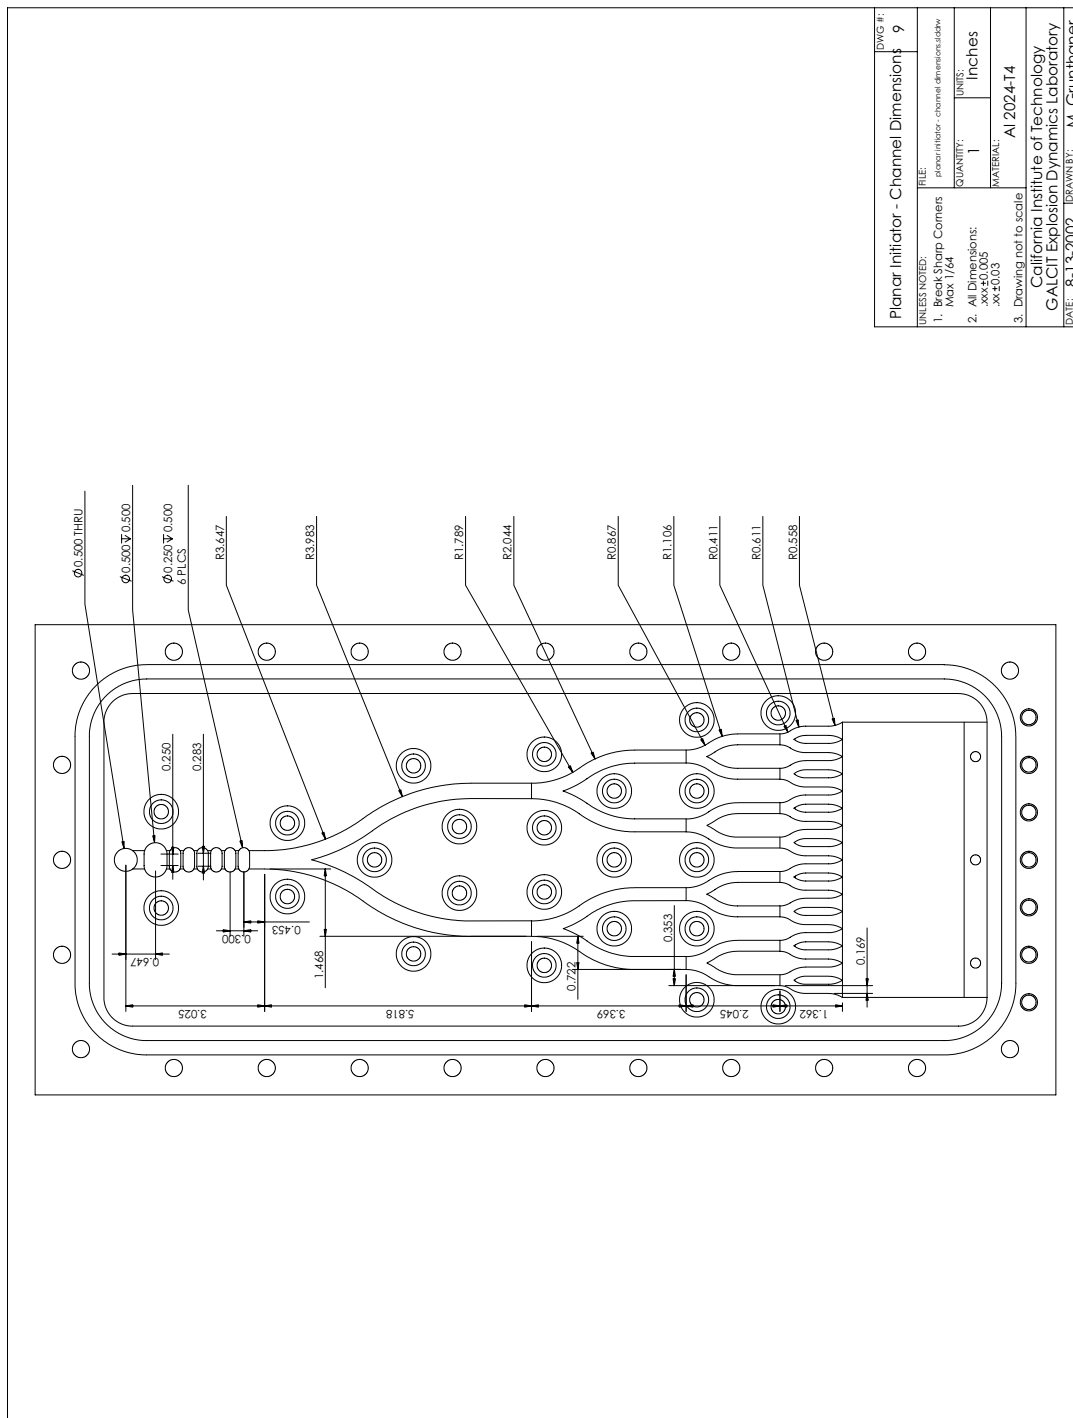 Planar Initiator - Channel Dimensions
DWG #:
9
UNLESS NOTED:
1. Break Sharp Corners
Max 1/64
2. All Dimensions:
.xxx±0.005
.xx±0.03
3. Drawing not to scale
FILE:
planar initiator - channel dimensions.slddrw
QUANTITY:
1
UNITS:
Inches
MATERIAL:
Al 2024-T4
California Institute of Technology
GALCIT Explosion Dynamics Laboratory
DATE: 8-13-2002
DRAWN BY: M. Grunthaner
Ø0.500 THRU
Ø0.500 ↧ 0.500
Ø0.250 ↧ 0.500
6 PLCS
R3.647
R3.983
R1.789
R2.044
R0.867
R1.106
R0.411
R0.611
R0.558
0.250
0.283
0.647
0.300
0.453
1.468
0.722
0.353
0.169
3.025
5.818
3.369
2.045
1.362